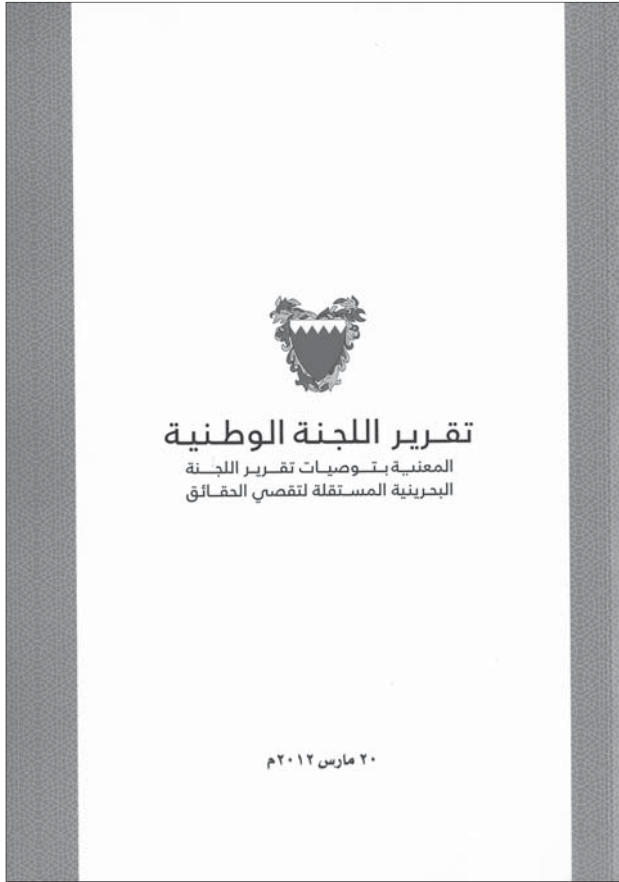 تقرير اللجنة الوطنية
المعنية بتوصيات تقرير اللجنة
البحرينية المستقلة لتقصي الحقائق
٢٠ مارس ٢٠١٢م